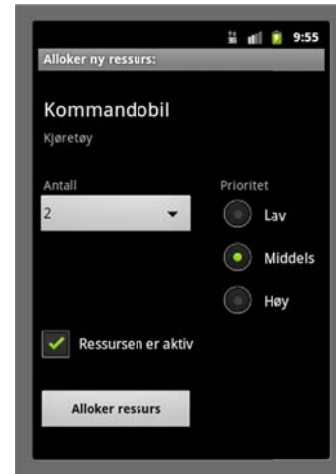 9:55
Alloker ny ressurs:
Kommandobil
Kjøretøy
Antall
2
Prioritet
Lav
Middels
Høy
Ressursen er aktiv
Alloker ressurs